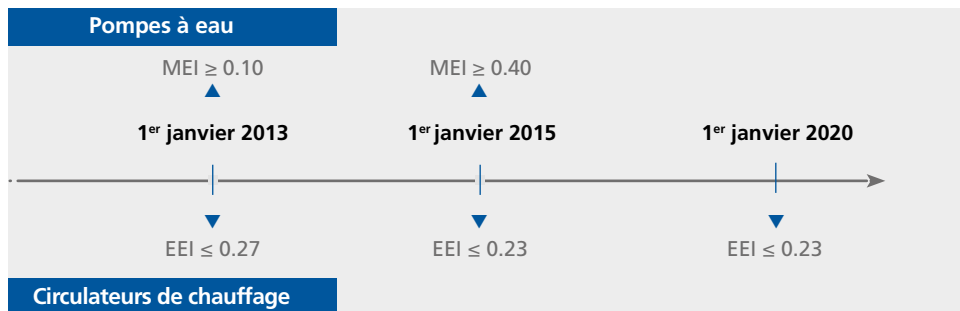 Pompes à eau
MEI ≥ 0.10 MEI ≥ 0.40
1er janvier 2013 1er janvier 2015 1er janvier 2020
EEI ≤ 0.27 EEI ≤ 0.23 EEI ≤ 0.23
Circulateurs de chauffage